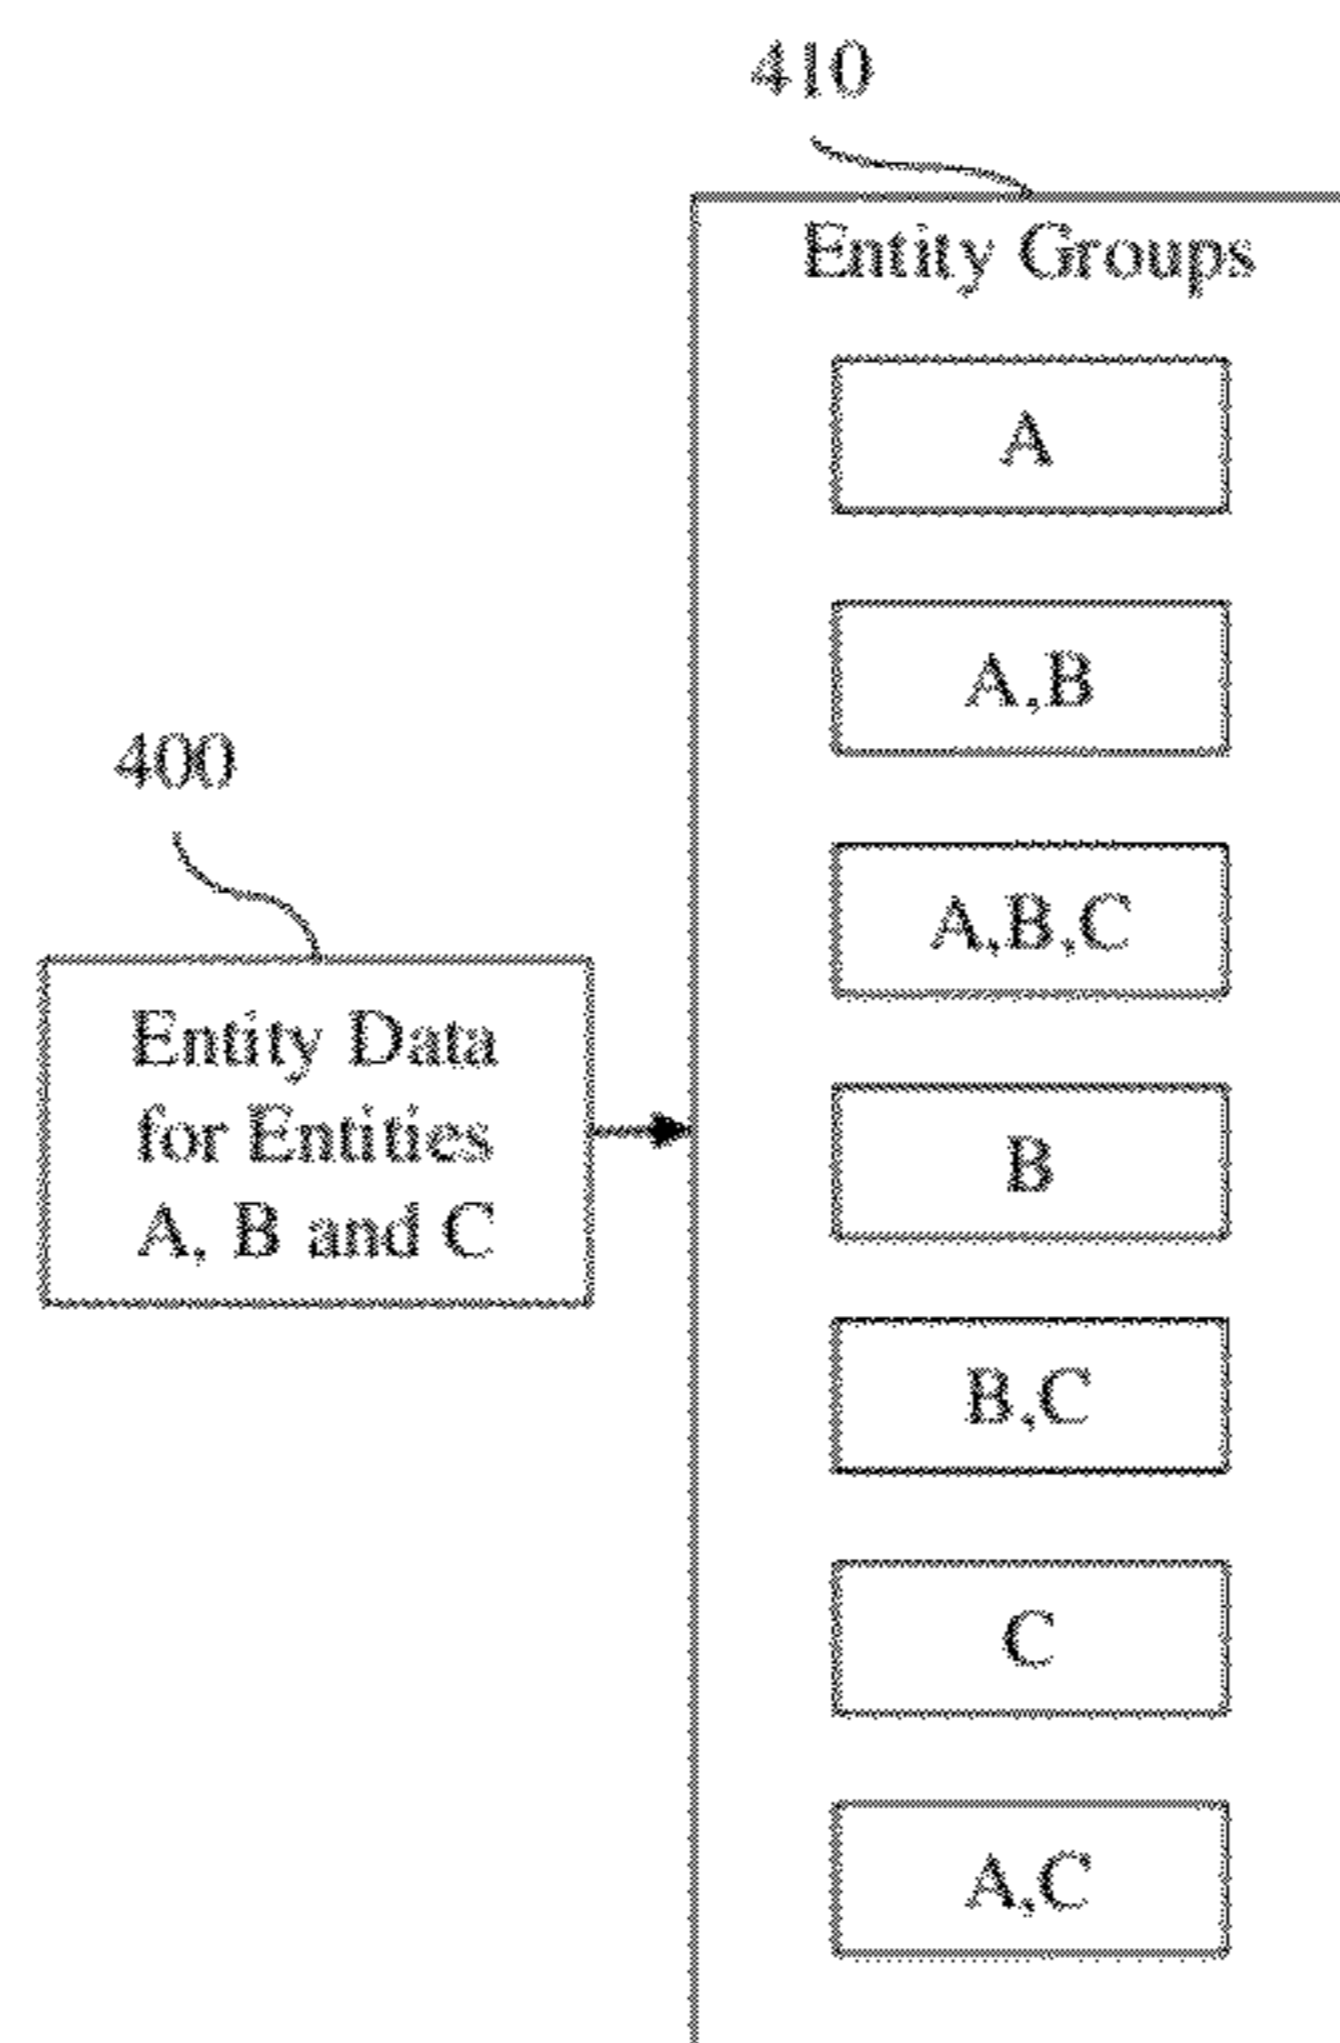 410
Entity Groups
A
A,B
A,B,C
400
Entity Data
for Entities
A, B and C
B
B,C
C
A,C